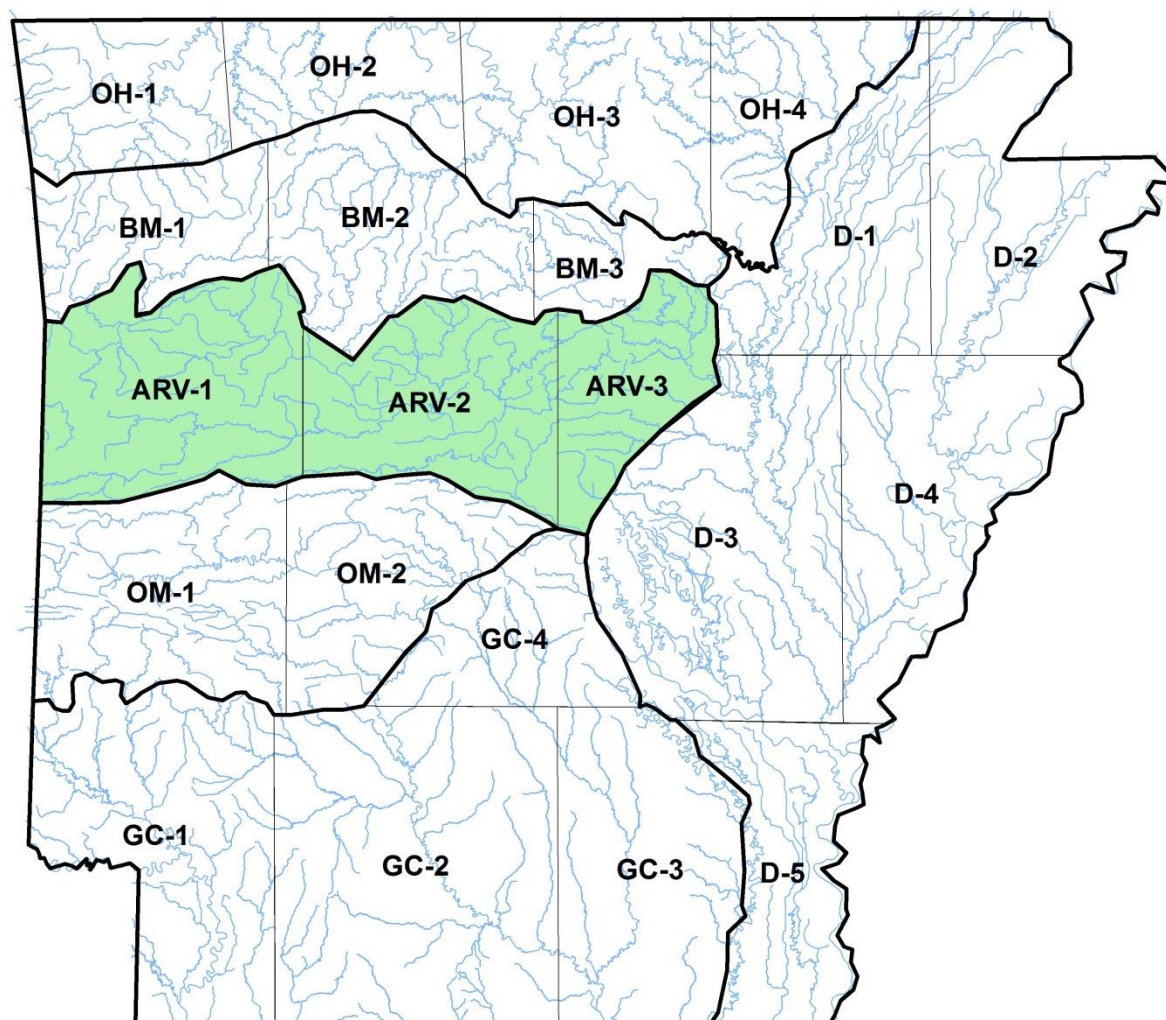 OH-1
OH-2
OH-3
OH-4
BM-1
BM-2
BM-3
D-1
D-2
ARV-1
ARV-2
ARV-3
D-3
D-4
OM-1
OM-2
GC-4
GC-1
GC-2
GC-3
D-5